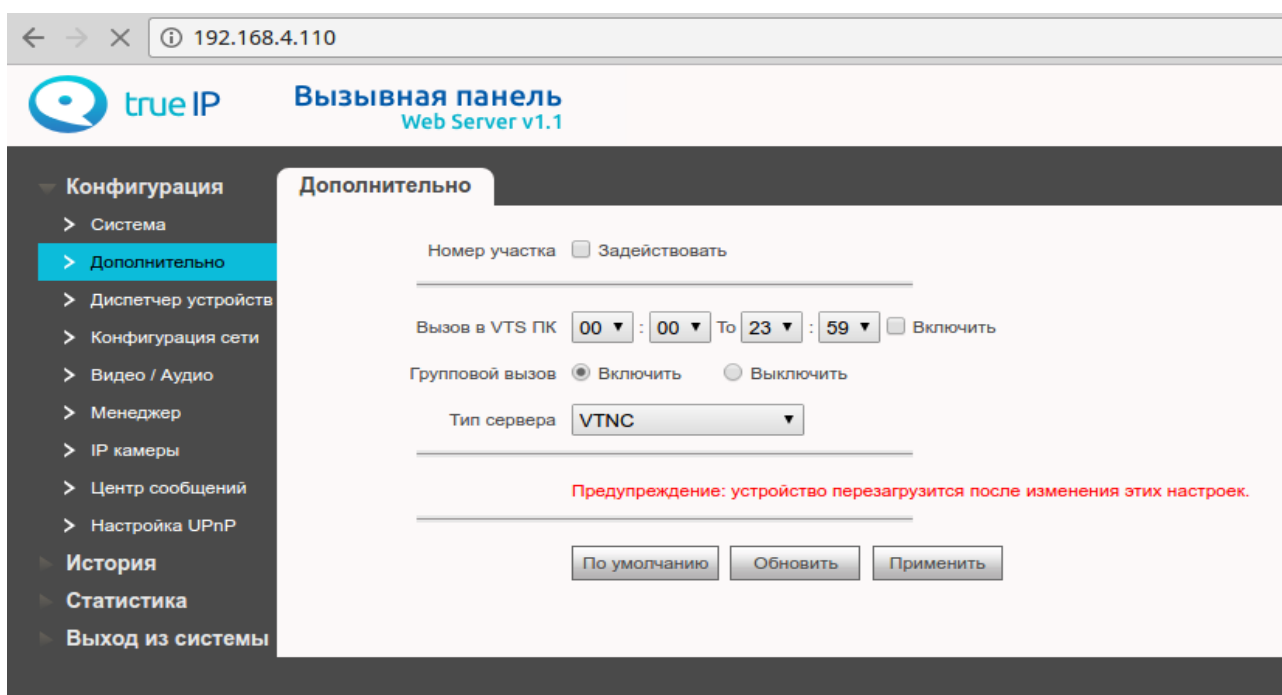 192.168.4.110
true IP
Вызывная панель
Web Server v1.1
Конфигурация
Система
Дополнительно
Диспетчер устройств
Конфигурация сети
Видео / Аудио
Менеджер
IP камеры
Центр сообщений
Настройка UPnP
История
Статистика
Выход из системы
Дополнительно
Номер участка Задействовать
Вызов в VTS ПК 00 : 00 To 23 : 59 Включить
Групповой вызов Включить Выключить
Тип сервера VTNC
Предупреждение: устройство перезагрузится после изменения этих настроек.
По умолчанию Обновить Применить